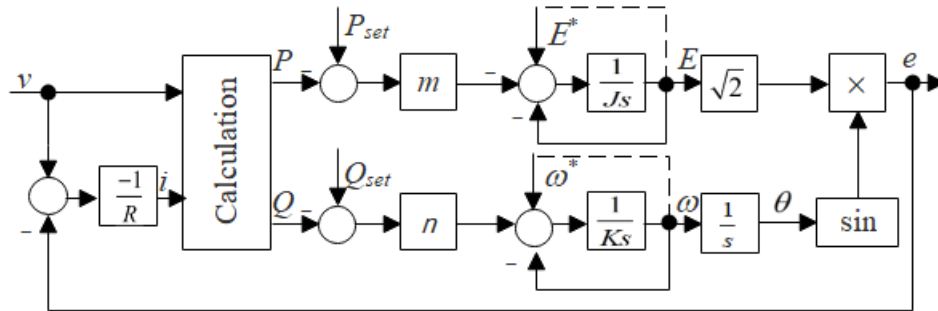 v
−
−1
R
i
Calculation
P
−
P_set
m
−
E*
−
1
Js
E
√2
×
e
Q
−
Q_set
n
ω*
−
1
Ks
ω
1
s
θ
sin